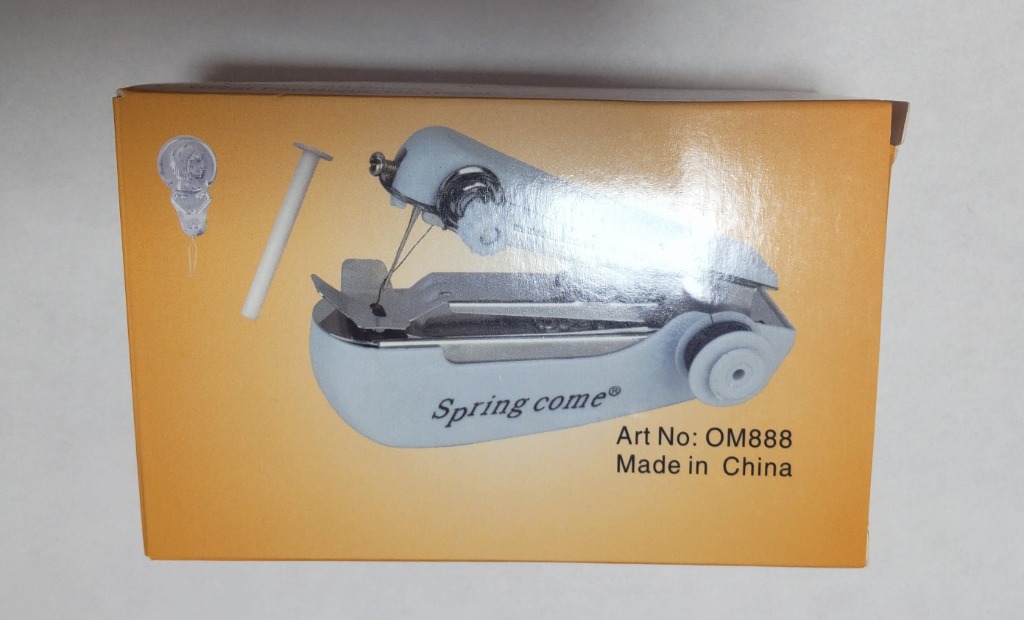 Spring come®
Art No: OM888
Made in China